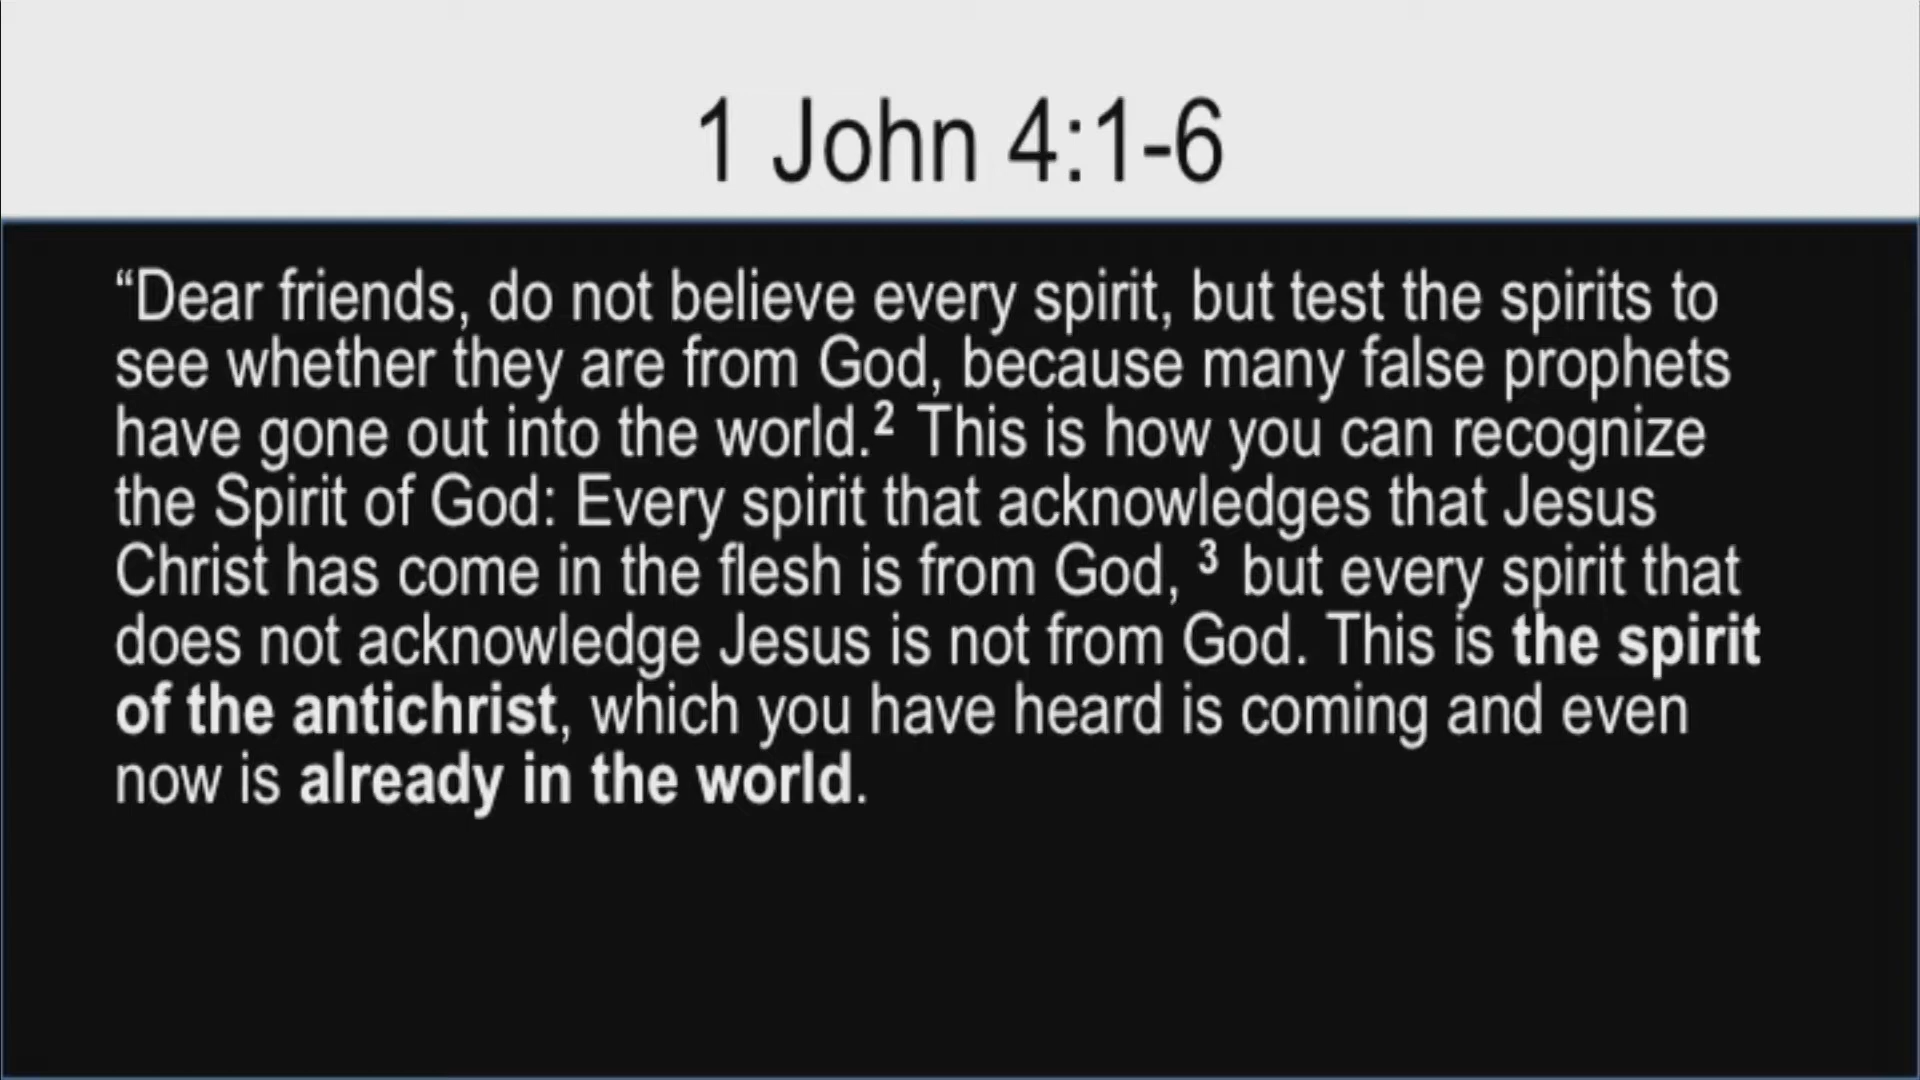 1 John 4:1-6
“Dear friends, do not believe every spirit, but test the spirits to
see whether they are from God, because many false prophets
have gone out into the world.² This is how you can recognize
the Spirit of God: Every spirit that acknowledges that Jesus
Christ has come in the flesh is from God, ³ but every spirit that
does not acknowledge Jesus is not from God. This is the spirit
of the antichrist, which you have heard is coming and even
now is already in the world.